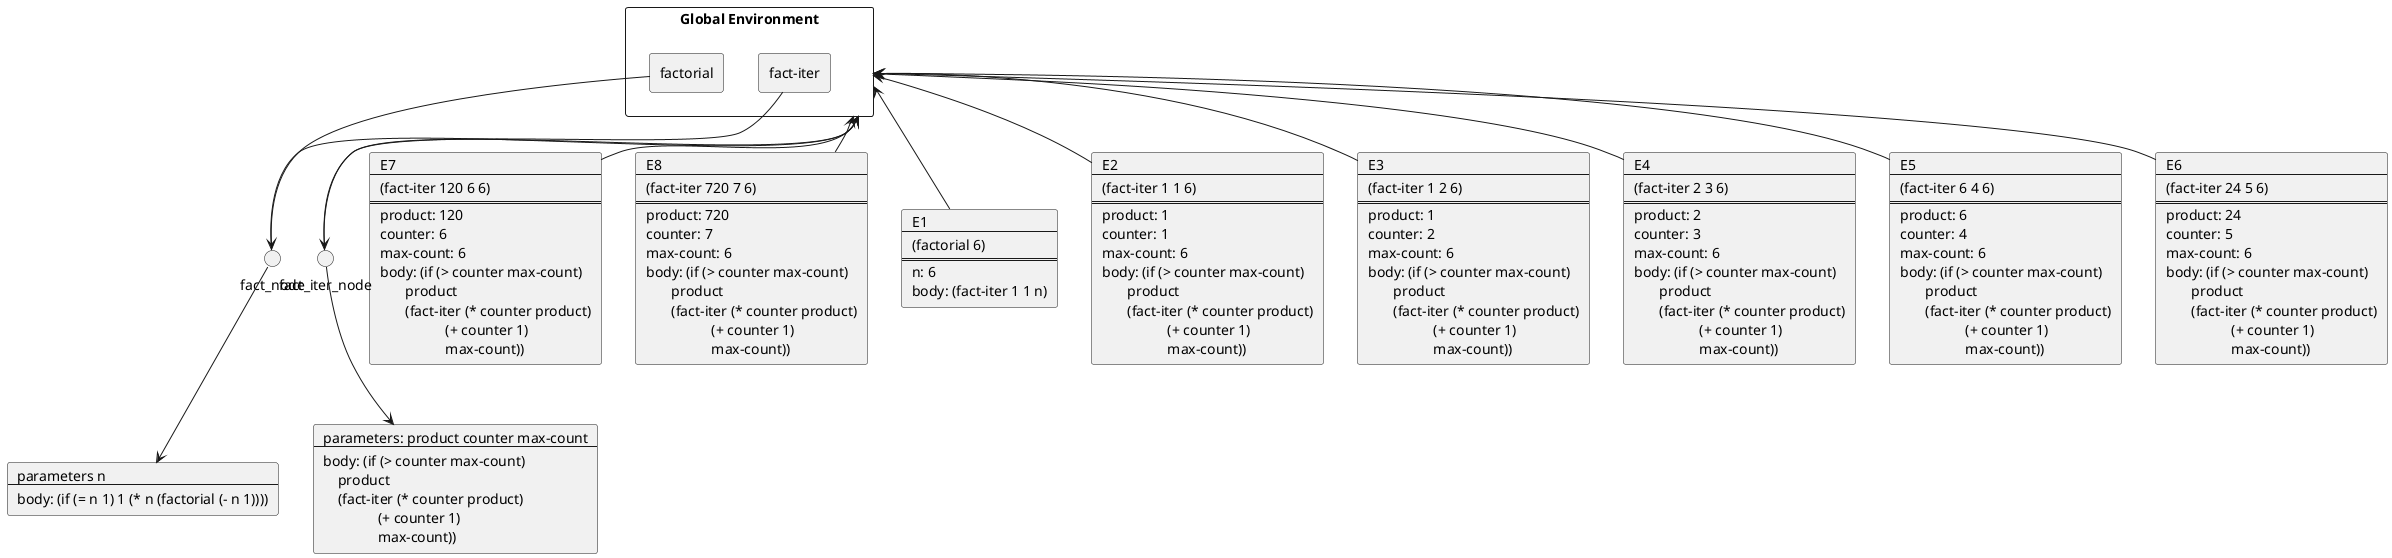 Global Environment
factorial
fact-iter
E7
(fact-iter 120 6 6)
product: 120
counter: 6
max-count: 6
body: (if (> counter max-count)
product
(fact-iter (* counter product)
(+ counter 1)
max-count))
E8
(fact-iter 720 7 6)
product: 720
counter: 7
max-count: 6
body: (if (> counter max-count)
product
(fact-iter (* counter product)
(+ counter 1)
max-count))
E1
(factorial 6)
n: 6
body: (fact-iter 1 1 n)
E2
(fact-iter 1 1 6)
product: 1
counter: 1
max-count: 6
body: (if (> counter max-count)
product
(fact-iter (* counter product)
(+ counter 1)
max-count))
E3
(fact-iter 1 2 6)
product: 1
counter: 2
max-count: 6
body: (if (> counter max-count)
product
(fact-iter (* counter product)
(+ counter 1)
max-count))
E4
(fact-iter 2 3 6)
product: 2
counter: 3
max-count: 6
body: (if (> counter max-count)
product
(fact-iter (* counter product)
(+ counter 1)
max-count))
E5
(fact-iter 6 4 6)
product: 6
counter: 4
max-count: 6
body: (if (> counter max-count)
product
(fact-iter (* counter product)
(+ counter 1)
max-count))
E6
(fact-iter 24 5 6)
product: 24
counter: 5
max-count: 6
body: (if (> counter max-count)
product
(fact-iter (* counter product)
(+ counter 1)
max-count))
fact_node
fact_iter_node
parameters n
body: (if (= n 1) 1 (* n (factorial (- n 1))))
parameters: product counter max-count
body: (if (> counter max-count)
product
(fact-iter (* counter product)
(+ counter 1)
max-count))